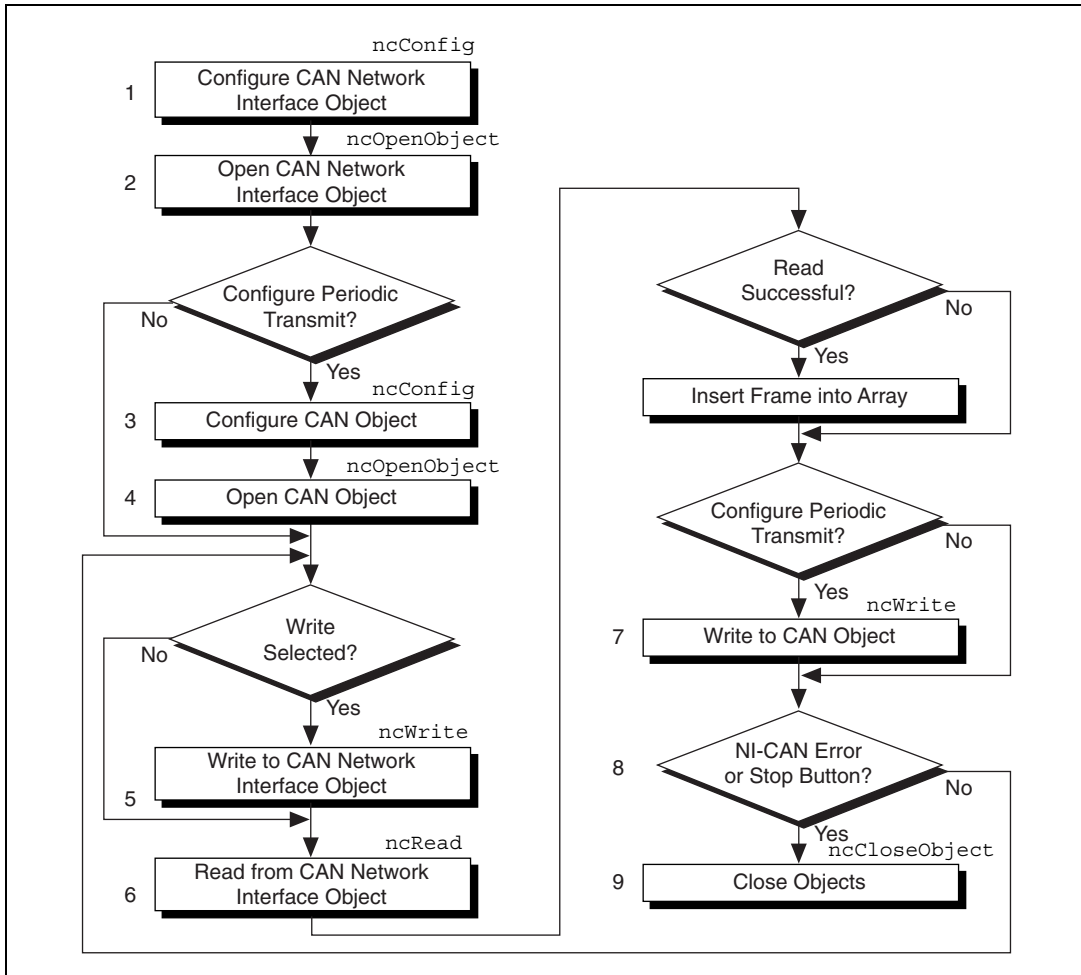 ncConfig
1
Configure CAN Network
Interface Object
ncOpenObject
2
Open CAN Network
Interface Object
Configure Periodic
Transmit?
No
Yes
ncConfig
3
Configure CAN Object
ncOpenObject
4
Open CAN Object
Write
Selected?
No
Yes
ncWrite
5
Write to CAN Network
Interface Object
ncRead
6
Read from CAN Network
Interface Object
Read
Successful?
No
Yes
Insert Frame into Array
Configure Periodic
Transmit?
No
Yes
ncWrite
7
Write to CAN Object
8
NI-CAN Error
or Stop Button?
No
Yes
ncCloseObject
9
Close Objects